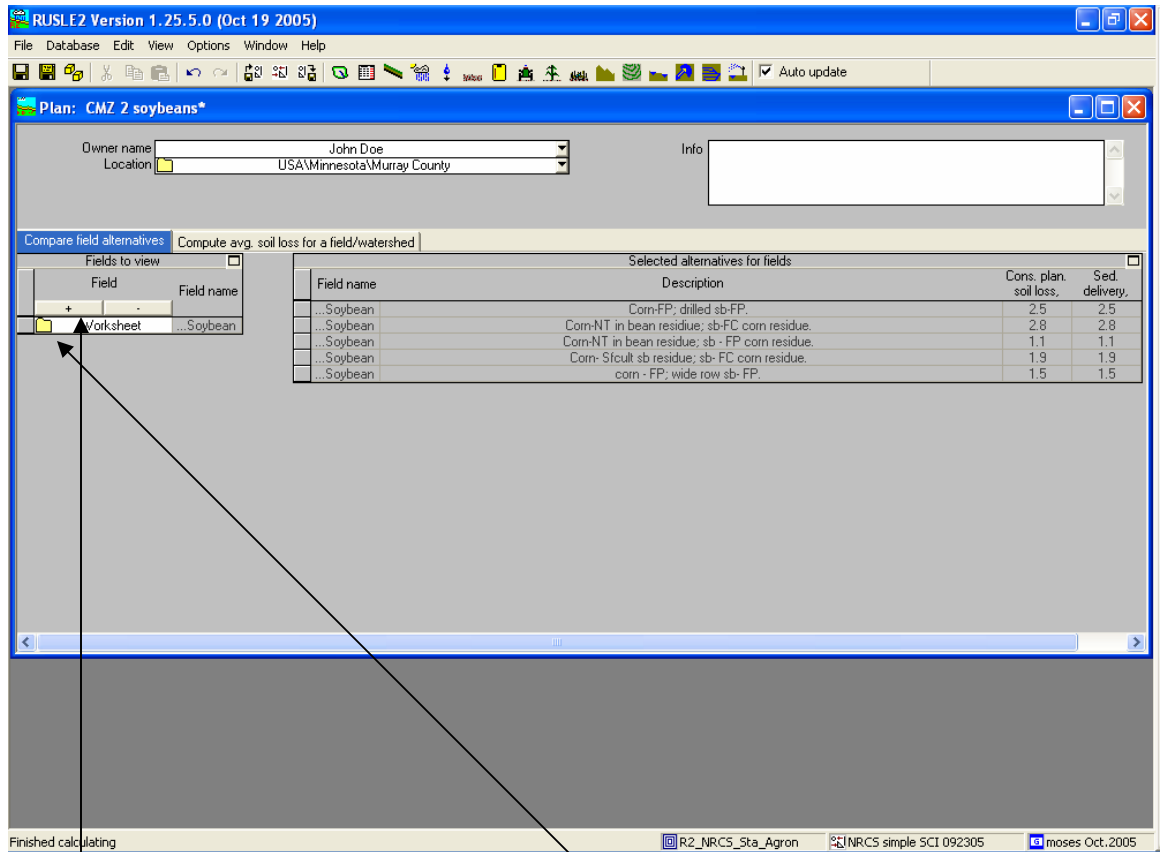 RUSLE2 Version 1.25.5.0 (Oct 19 2005)
File Database Edit View Options Window Help
Auto update
Plan: CMZ 2 soybeans*
Owner name John Doe Info
Location USA\Minnesota\Murray County
Compare field alternatives Compute avg. soil loss for a field/watershed
Fields to view
Field Field name
+ -
Worksheet ...Soybean
Selected alternatives for fields
Field name Description Cons. plan. soil loss, Sed. delivery,
...Soybean Corn-FP; drilled sb-FP. 2.5 2.5
...Soybean Corn-NT in bean residiue; sb-FC corn residue. 2.8 2.8
...Soybean Corn-NT in bean residiue; sb - FP corn residue. 1.1 1.1
...Soybean Corn- Sfcult sb residue; sb- FC corn residue. 1.9 1.9
...Soybean corn - FP; wide row sb- FP. 1.5 1.5
Finished calculating R2_NRCS_Sta_Agron NRCS simple SCI 092305 moses Oct.2005